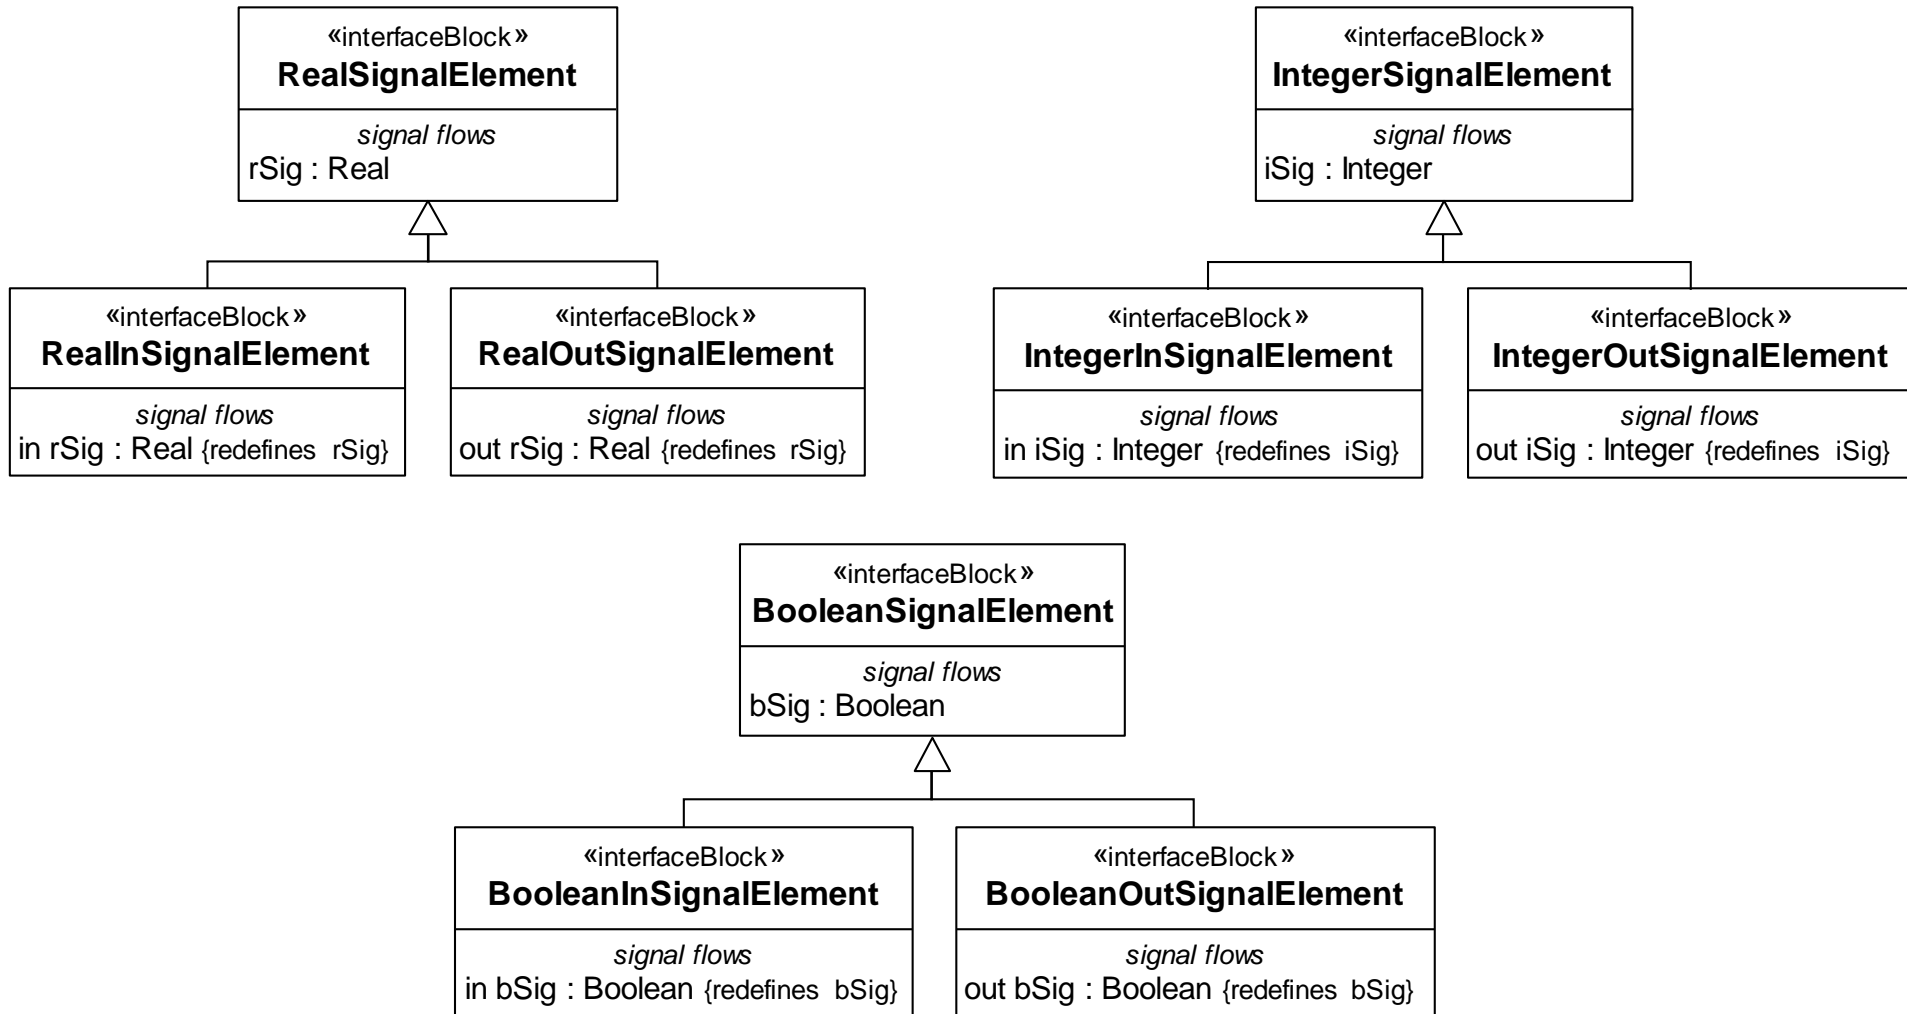 «interfaceBlock»
RealSignalElement
signal flows
rSig : Real
«interfaceBlock»
IntegerSignalElement
signal flows
iSig : Integer
«interfaceBlock»
RealInSignalElement
signal flows
in rSig : Real {redefines rSig}
«interfaceBlock»
RealOutSignalElement
signal flows
out rSig : Real {redefines rSig}
«interfaceBlock»
IntegerInSignalElement
signal flows
in iSig : Integer {redefines iSig}
«interfaceBlock»
IntegerOutSignalElement
signal flows
out iSig : Integer {redefines iSig}
«interfaceBlock»
BooleanSignalElement
signal flows
bSig : Boolean
«interfaceBlock»
BooleanInSignalElement
signal flows
in bSig : Boolean {redefines bSig}
«interfaceBlock»
BooleanOutSignalElement
signal flows
out bSig : Boolean {redefines bSig}